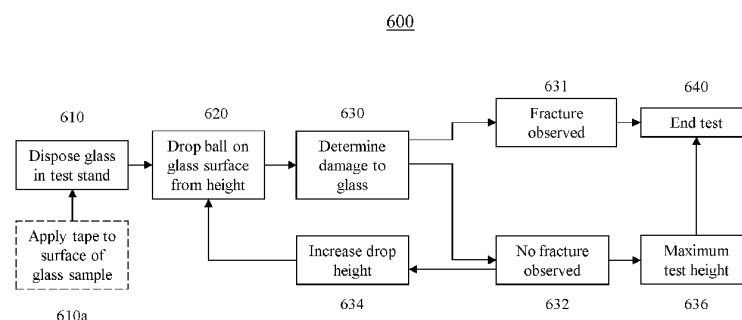 600
610
Dispose glass
in test stand
Apply tape to
surface of
glass sample
610a
620
Drop ball on
glass surface
from height
630
Determine
damage to
glass
631
Fracture
observed
640
End test
Increase drop
height
634
No fracture
observed
632
Maximum
test height
636